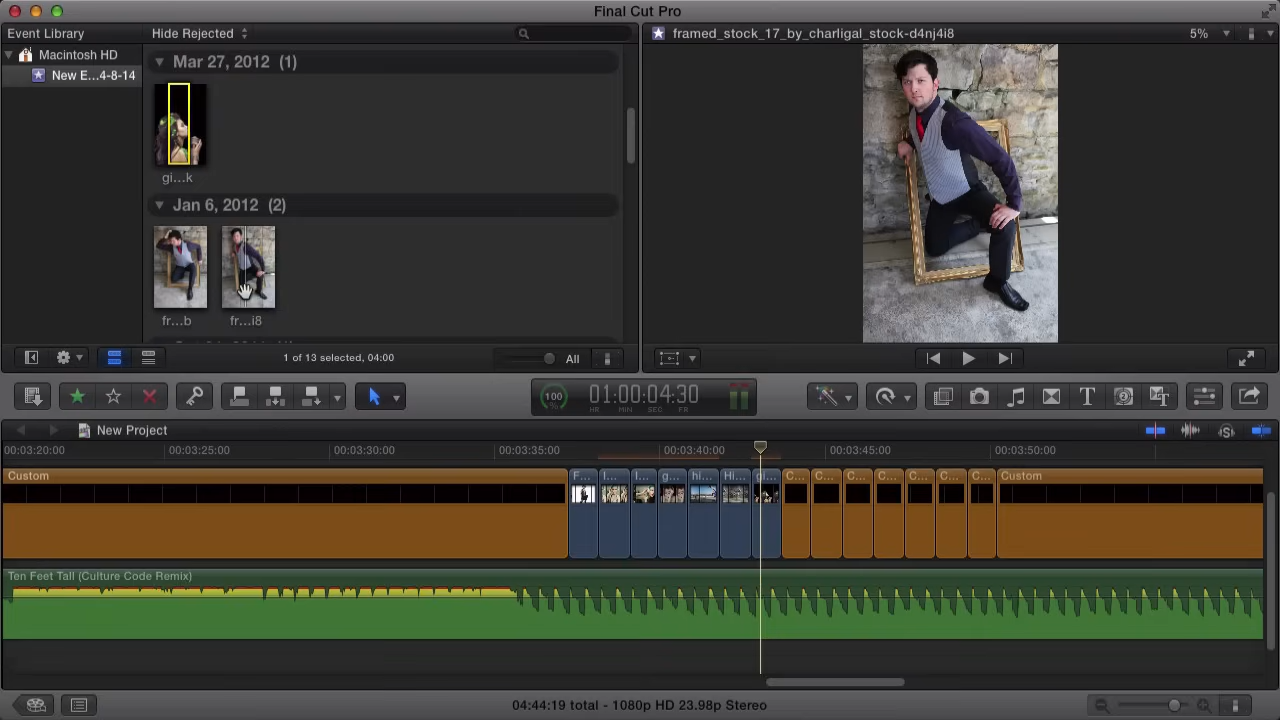 Final Cut Pro
Event Library
Hide Rejected
framed_stock_17_by_charligal_stock-d4nj4i8
5%
Macintosh HD
New E...4-8-14
Mar 27, 2012 (1)
gi...k
Jan 6, 2012 (2)
fr...b
fr...i8
1 of 13 selected, 04:00
All
100
%
01:00:04:30
HR MIN SEC FR
New Project
00:03:20:00
00:03:25:00
00:03:30:00
00:03:35:00
00:03:40:00
00:03:45:00
00:03:50:00
Custom
F...
I...
I...
g...
hi...
Hi...
gi...
C...
C...
C...
C...
C...
C...
C...
Custom
Ten Feet Tall (Culture Code Remix)
04:44:19 total - 1080p HD 23.98p Stereo